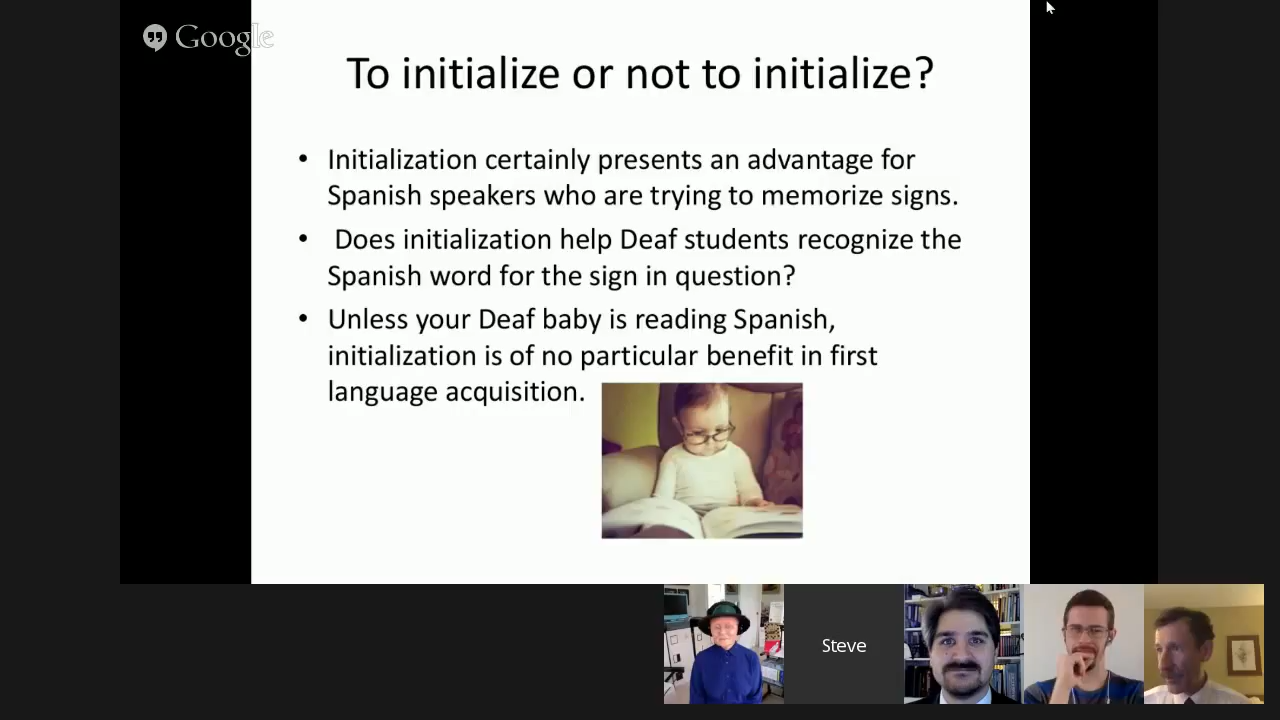 Google
To initialize or not to initialize?
• Initialization certainly presents an advantage for
Spanish speakers who are trying to memorize signs.
• Does initialization help Deaf students recognize the
Spanish word for the sign in question?
• Unless your Deaf baby is reading Spanish,
initialization is of no particular benefit in first
language acquisition.
Steve